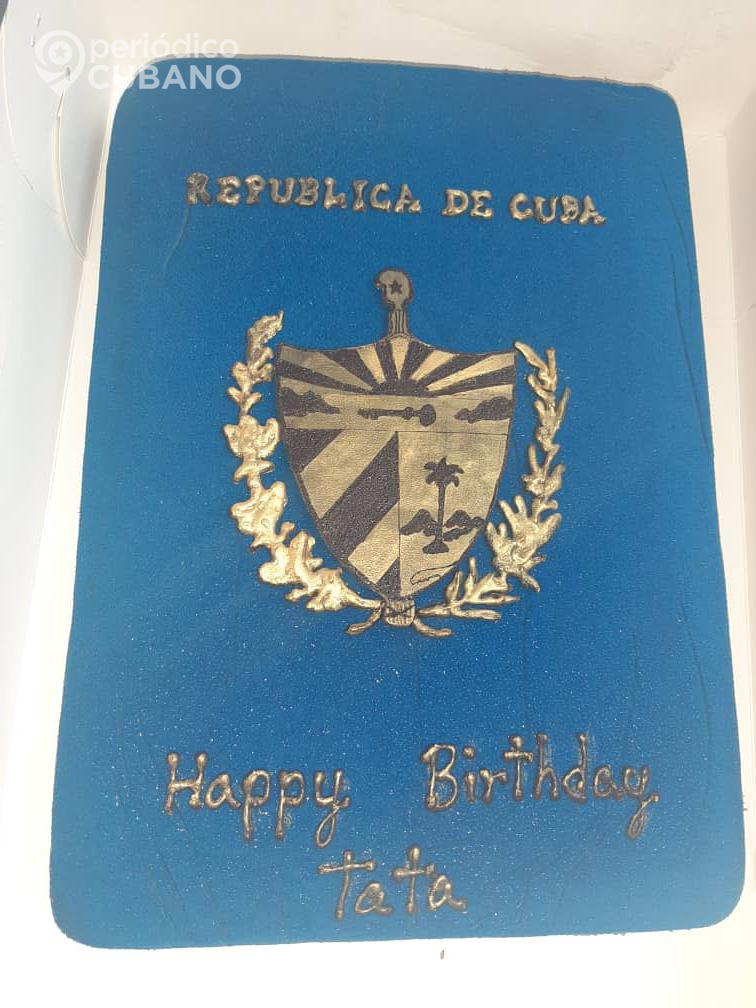 periódico
CUBANO
REPUBLICA DE CUBA
Happy Birthday
Tata